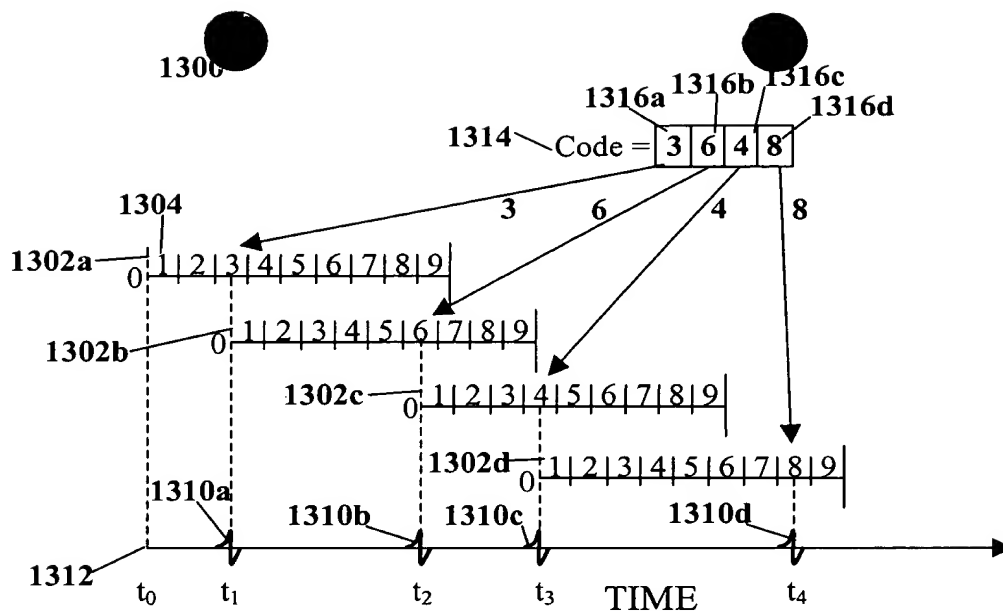 1300
1316a 1316b 1316c 1316d
1314 Code = 3 6 4 8
3 6 4 8
1304
1302a 0 1 2 3 4 5 6 7 8 9
1302b 0 1 2 3 4 5 6 7 8 9
1302c 0 1 2 3 4 5 6 7 8 9
1302d 0 1 2 3 4 5 6 7 8 9
1310a 1310b 1310c 1310d
1312
t0 t1 t2 t3 TIME t4